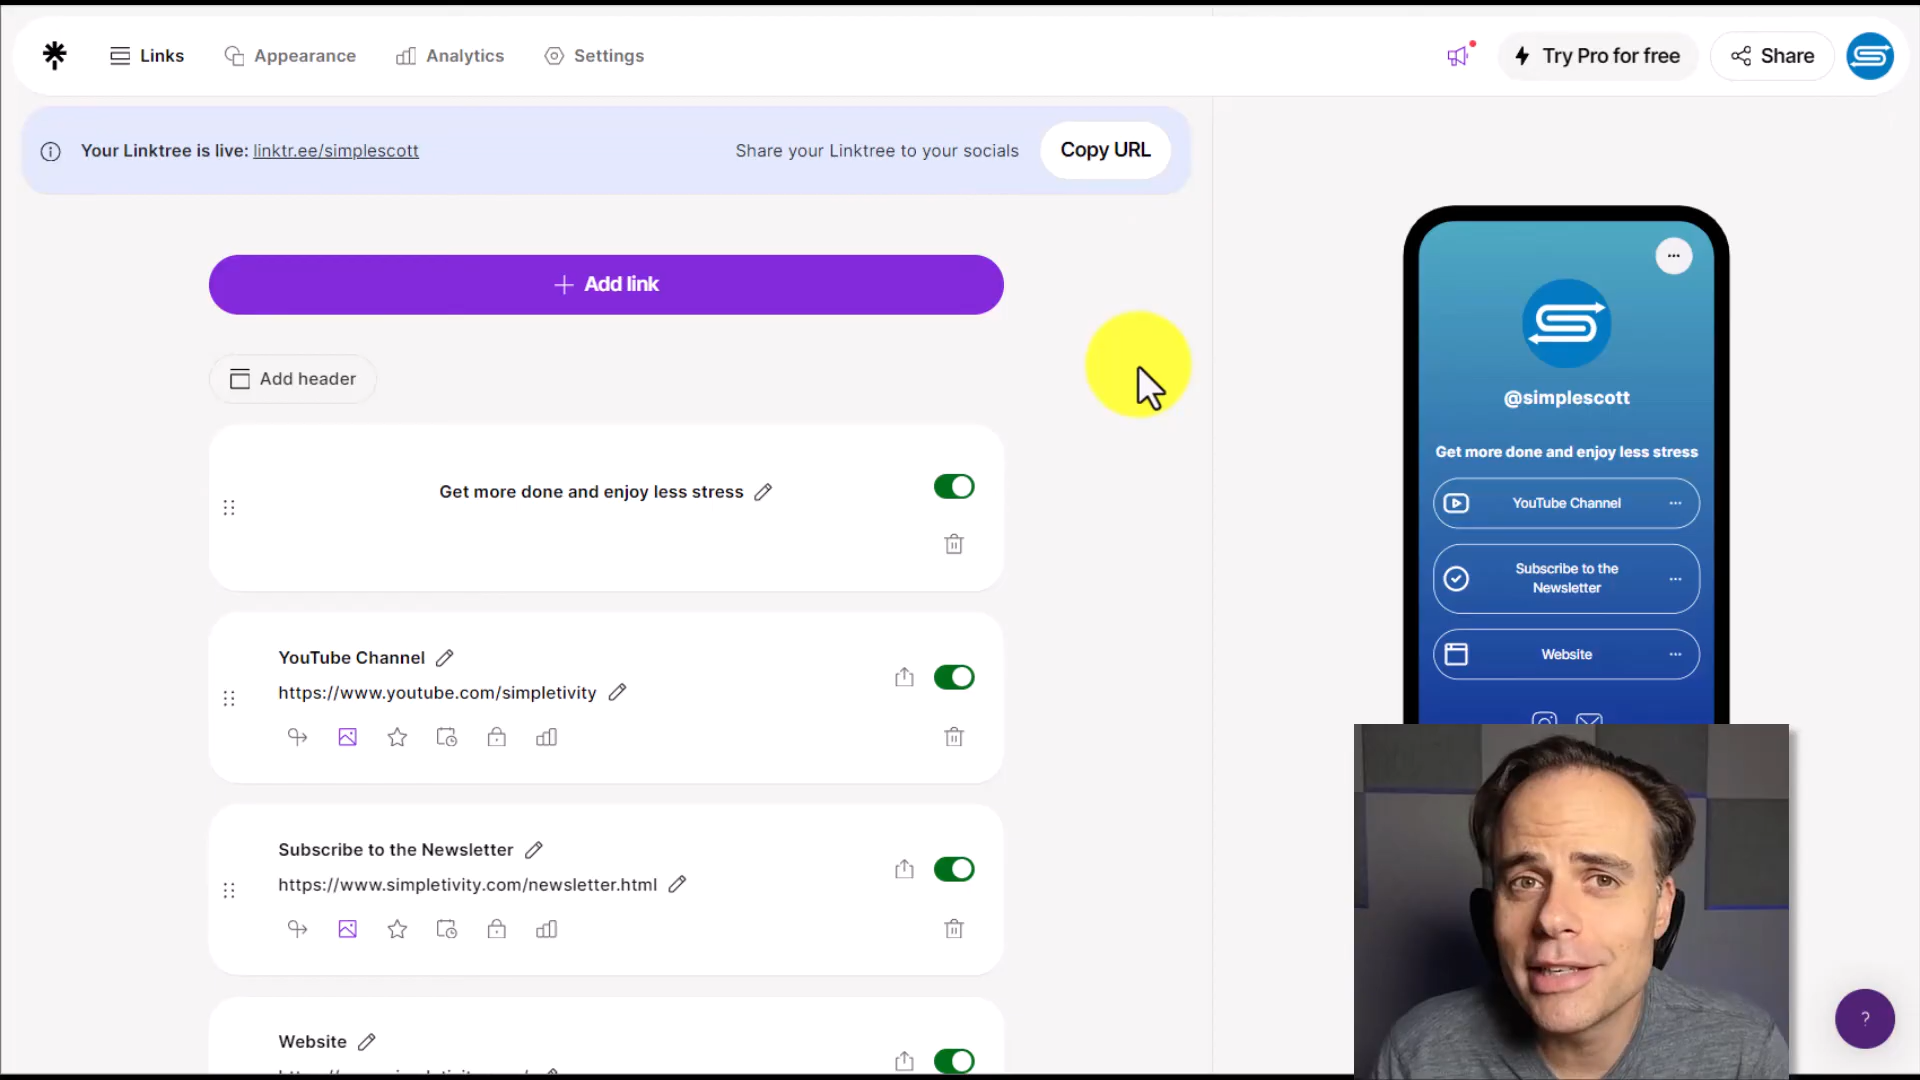 Links
Appearance
Analytics
Settings
Try Pro for free
Share
Your Linktree is live: linktr.ee/simplescott
Share your Linktree to your socials
Copy URL
+ Add link
Add header
Get more done and enjoy less stress
YouTube Channel
https://www.youtube.com/simpletivity
Subscribe to the Newsletter
https://www.simpletivity.com/newsletter.html
Website
@simplescott
Get more done and enjoy less stress
YouTube Channel
Subscribe to the
Newsletter
Website
?